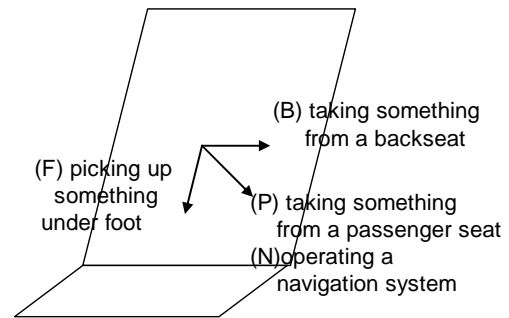 (B) taking something
from a backseat
(F) picking up
something
under foot
(P) taking something
from a passenger seat
(N)operating a
navigation system